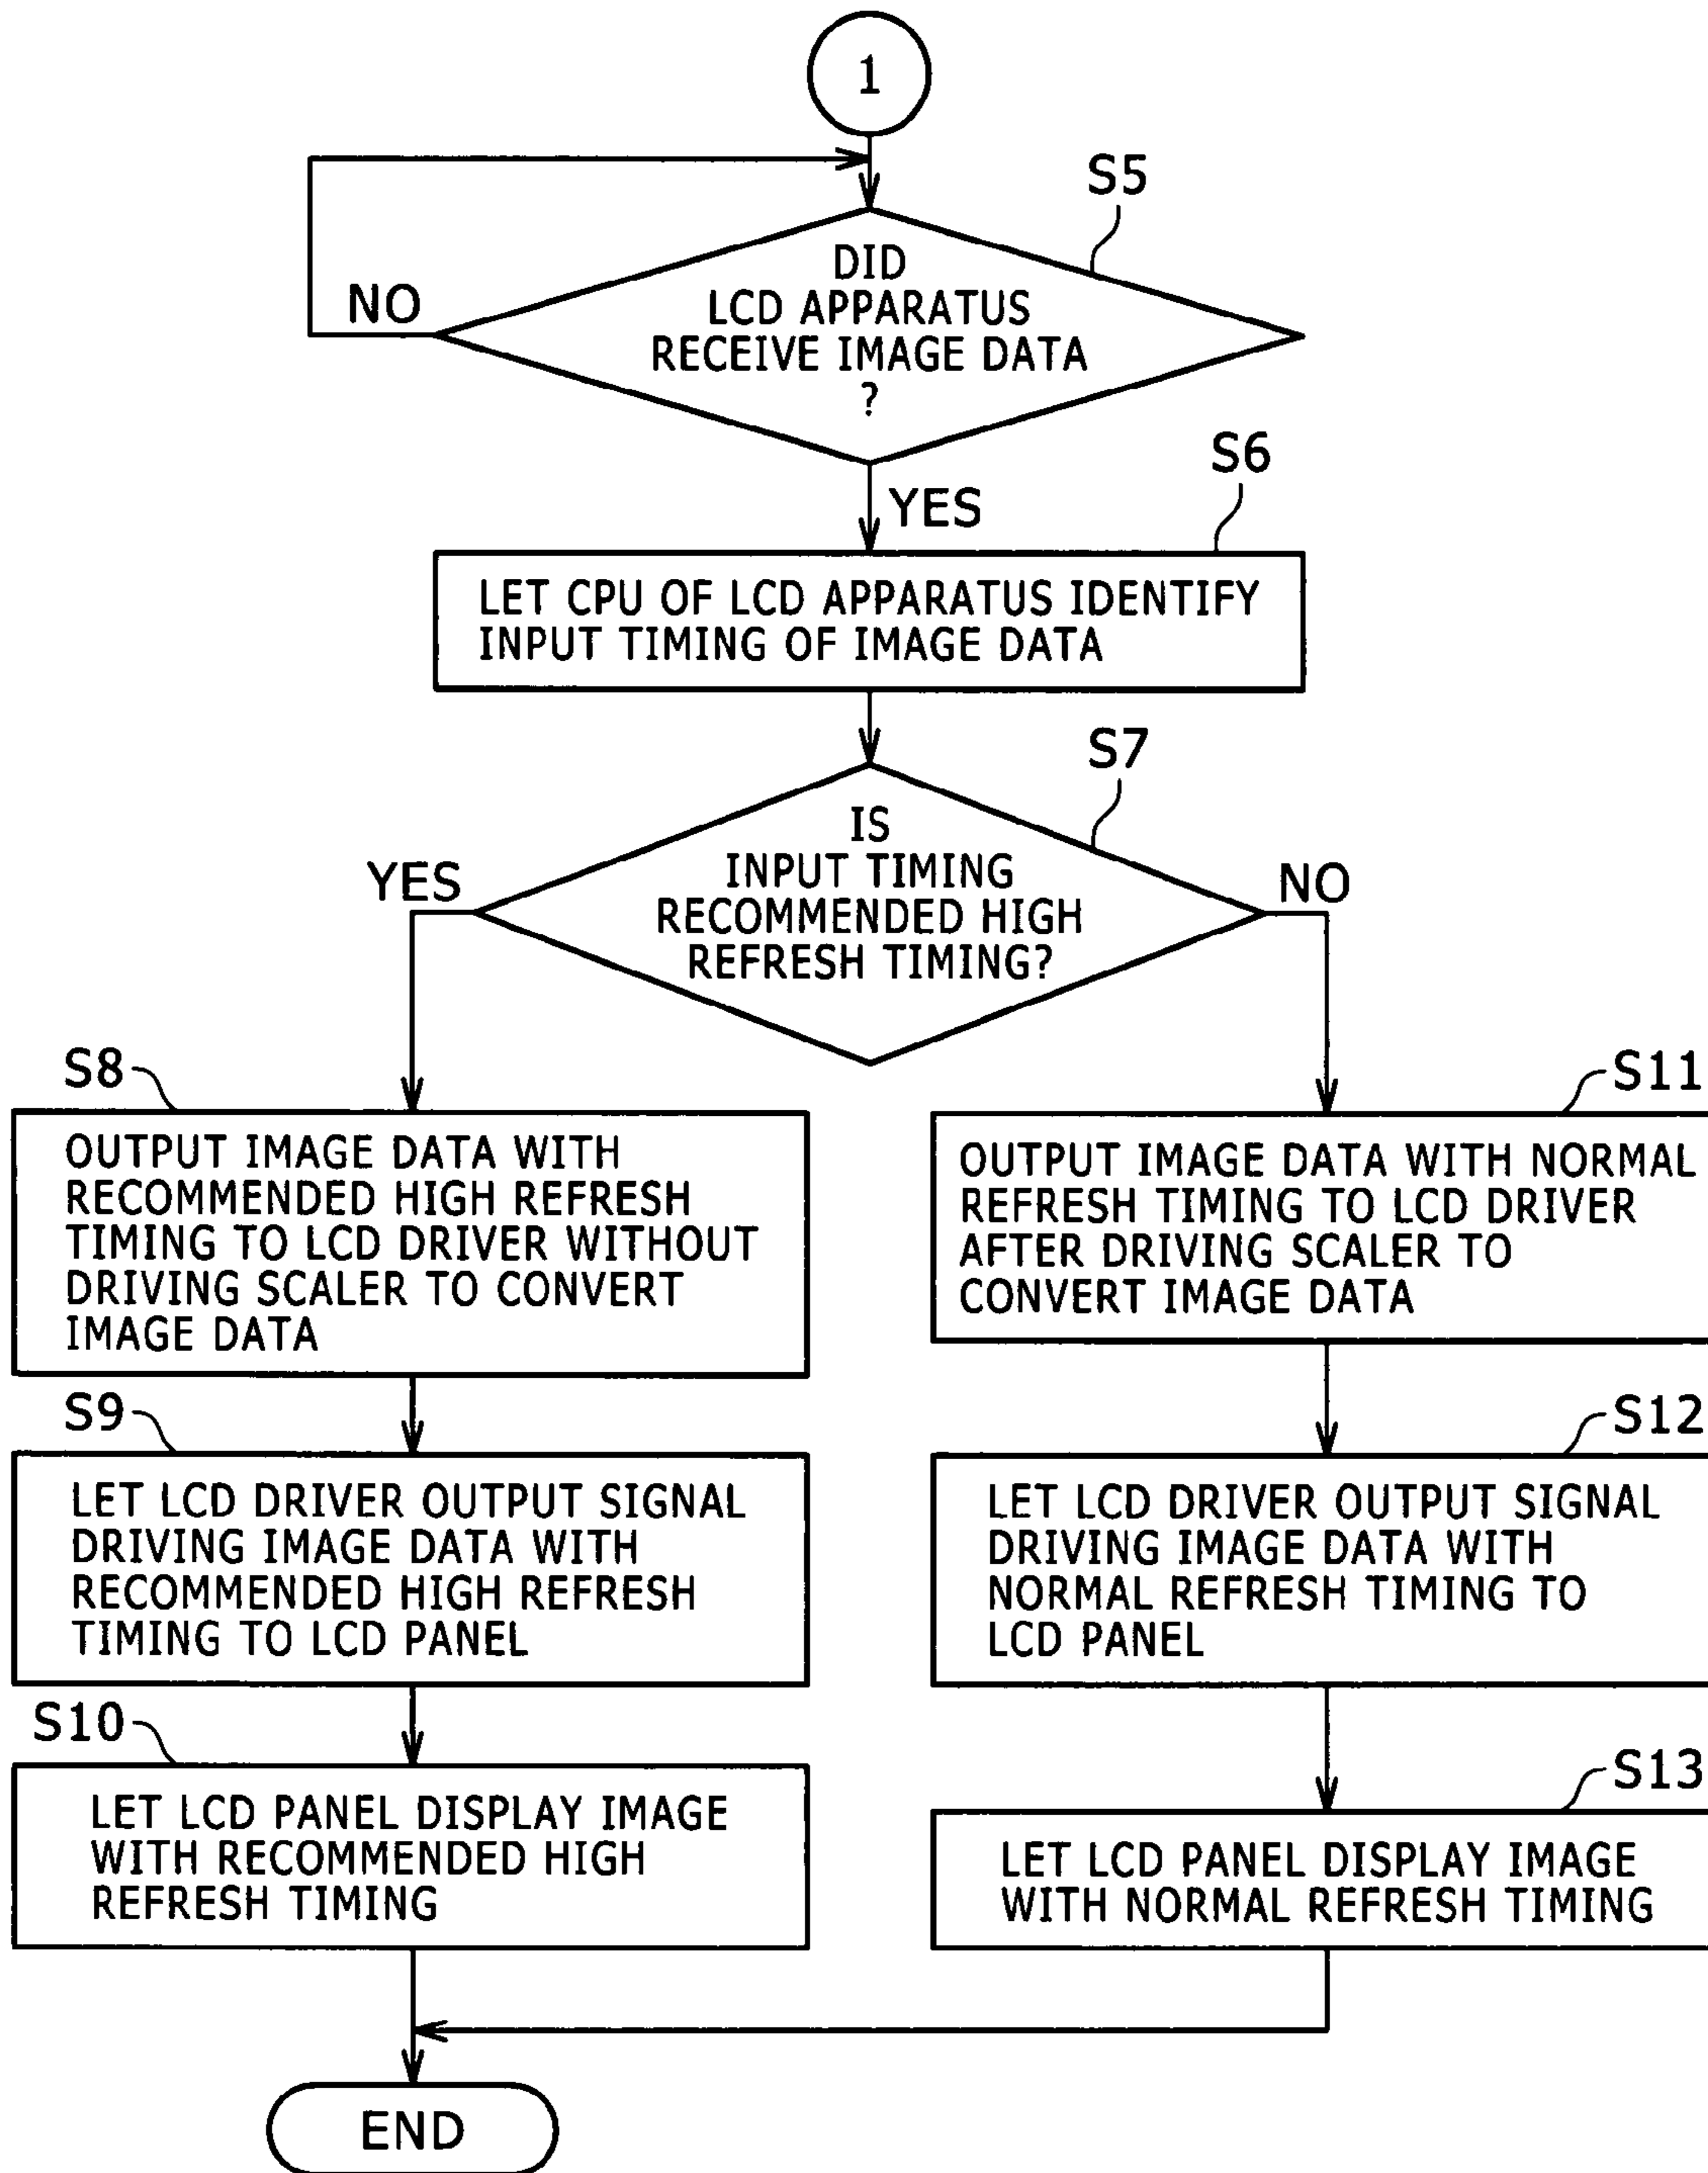 1
S5
DID
LCD APPARATUS
RECEIVE IMAGE DATA
?
NO
YES
S6
LET CPU OF LCD APPARATUS IDENTIFY
INPUT TIMING OF IMAGE DATA
S7
IS
INPUT TIMING
RECOMMENDED HIGH
REFRESH TIMING?
YES
NO
S8
OUTPUT IMAGE DATA WITH
RECOMMENDED HIGH REFRESH
TIMING TO LCD DRIVER WITHOUT
DRIVING SCALER TO CONVERT
IMAGE DATA
S9
LET LCD DRIVER OUTPUT SIGNAL
DRIVING IMAGE DATA WITH
RECOMMENDED HIGH REFRESH
TIMING TO LCD PANEL
S10
LET LCD PANEL DISPLAY IMAGE
WITH RECOMMENDED HIGH
REFRESH TIMING
S11
OUTPUT IMAGE DATA WITH NORMAL
REFRESH TIMING TO LCD DRIVER
AFTER DRIVING SCALER TO
CONVERT IMAGE DATA
S12
LET LCD DRIVER OUTPUT SIGNAL
DRIVING IMAGE DATA WITH
NORMAL REFRESH TIMING TO
LCD PANEL
S13
LET LCD PANEL DISPLAY IMAGE
WITH NORMAL REFRESH TIMING
END